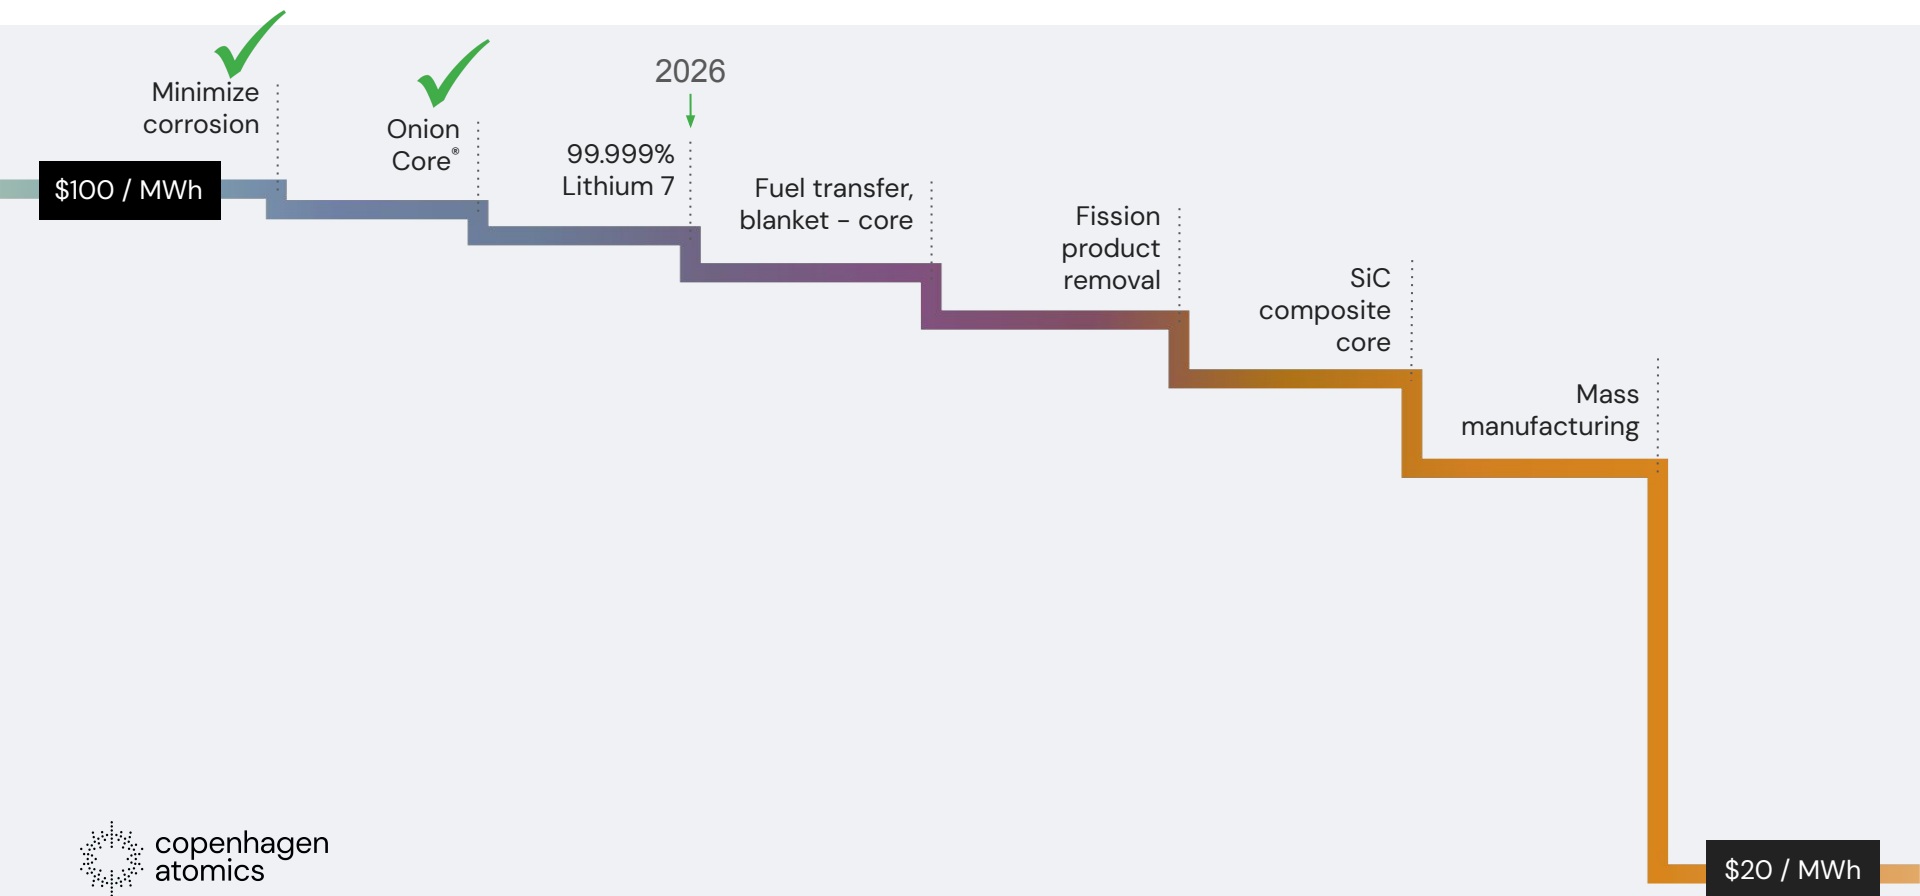 Minimize
corrosion
$100 / MWh
Onion
Core®
2026
99.999%
Lithium 7
Fuel transfer,
blanket - core
Fission
product
removal
SiC
composite
core
Mass
manufacturing
$20 / MWh
copenhagen
atomics